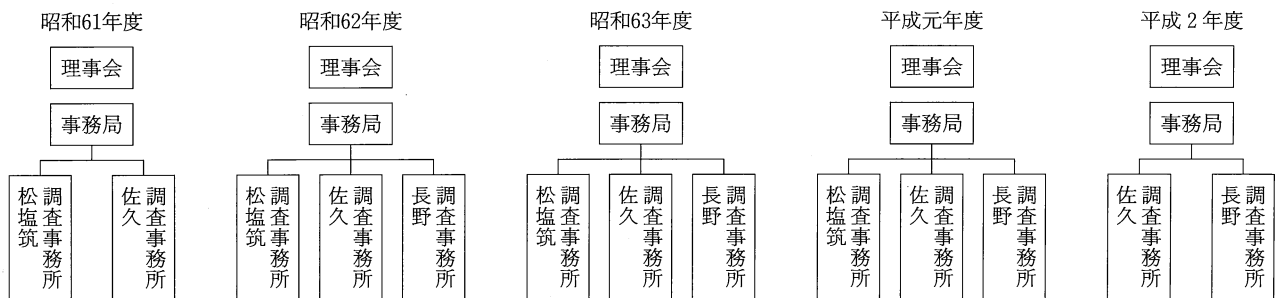 昭和61年度
理事会
事務局
松塩筑
調査事務所
佐久
調査事務所
昭和62年度
理事会
事務局
松塩筑
調査事務所
佐久
調査事務所
長野
調査事務所
昭和63年度
理事会
事務局
松塩筑
調査事務所
佐久
調査事務所
長野
調査事務所
平成元年度
理事会
事務局
松塩筑
調査事務所
佐久
調査事務所
長野
調査事務所
平成2年度
理事会
事務局
佐久
調査事務所
長野
調査事務所